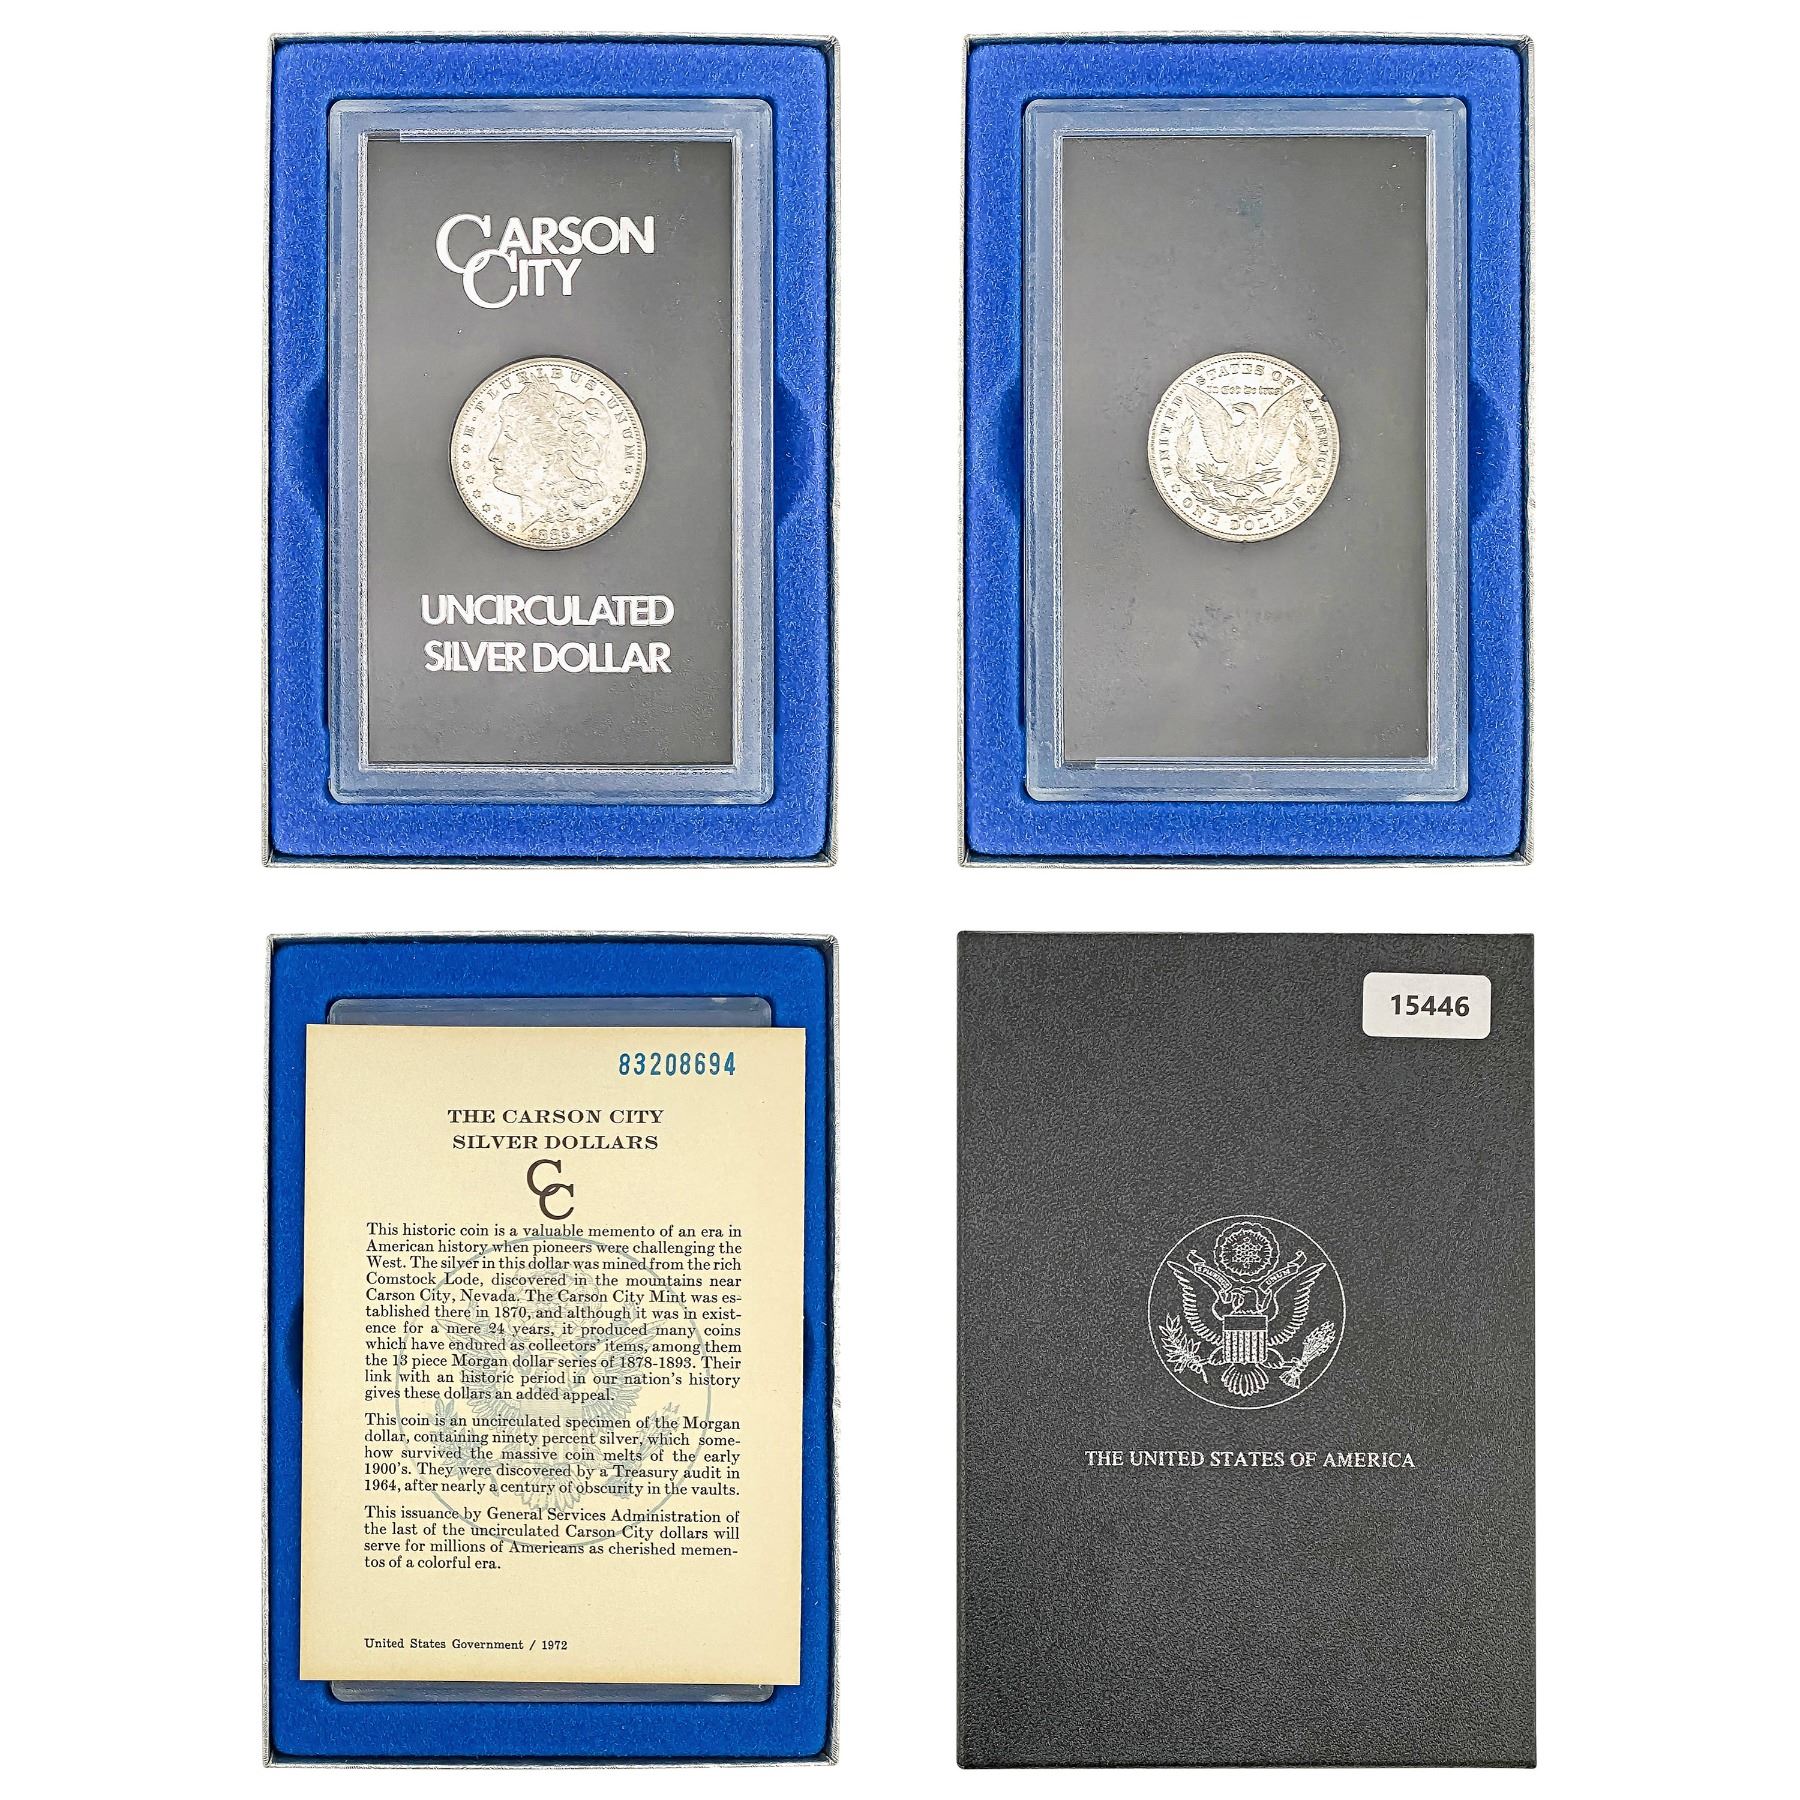 CARSON
CITY
E · PLURIBUS · UNUM
1883
UNCIRCULATED
SILVER DOLLAR
UNITED STATES OF AMERICA
In God We Trust
ONE DOLLAR
83208694
THE CARSON CITY
SILVER DOLLARS
CC
This historic coin is a valuable memento of an era in
American history when pioneers were challenging the
West. The silver in this dollar was mined from the rich
Comstock Lode, discovered in the mountains near
Carson City, Nevada. The Carson City Mint was es-
tablished there in 1870, and although it was in exist-
ence for a mere 24 years, it produced many coins
which have endured as collectors' items, among them
the 13 piece Morgan dollar series of 1878-1893. Their
link with an historic period in our nation's history
gives these dollars an added appeal.
This coin is an uncirculated specimen of the Morgan
dollar, containing ninety percent silver, which some-
how survived the massive coin melts of the early
1900's. They were discovered by a Treasury audit in
1964, after nearly a century of obscurity in the vaults.
This issuance by General Services Administration of
the last of the uncirculated Carson City dollars will
serve for millions of Americans as cherished memen-
tos of a colorful era.
United States Government / 1972
15446
THE UNITED STATES OF AMERICA